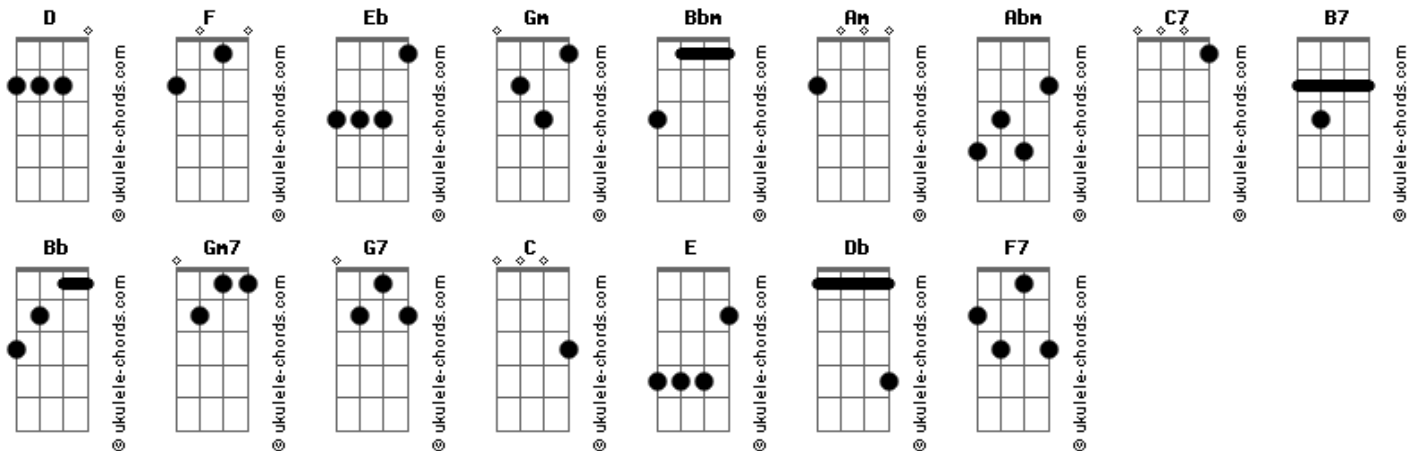 D F Eb Gm Bbm Am Abm C7 B7
© ukulele-chords.com © ukulele-chords.com © ukulele-chords.com © ukulele-chords.com © ukulele-chords.com © ukulele-chords.com © ukulele-chords.com © ukulele-chords.com © ukulele-chords.com
Bb Gm7 G7 C E Db F7
© ukulele-chords.com © ukulele-chords.com © ukulele-chords.com © ukulele-chords.com © ukulele-chords.com © ukulele-chords.com © ukulele-chords.com